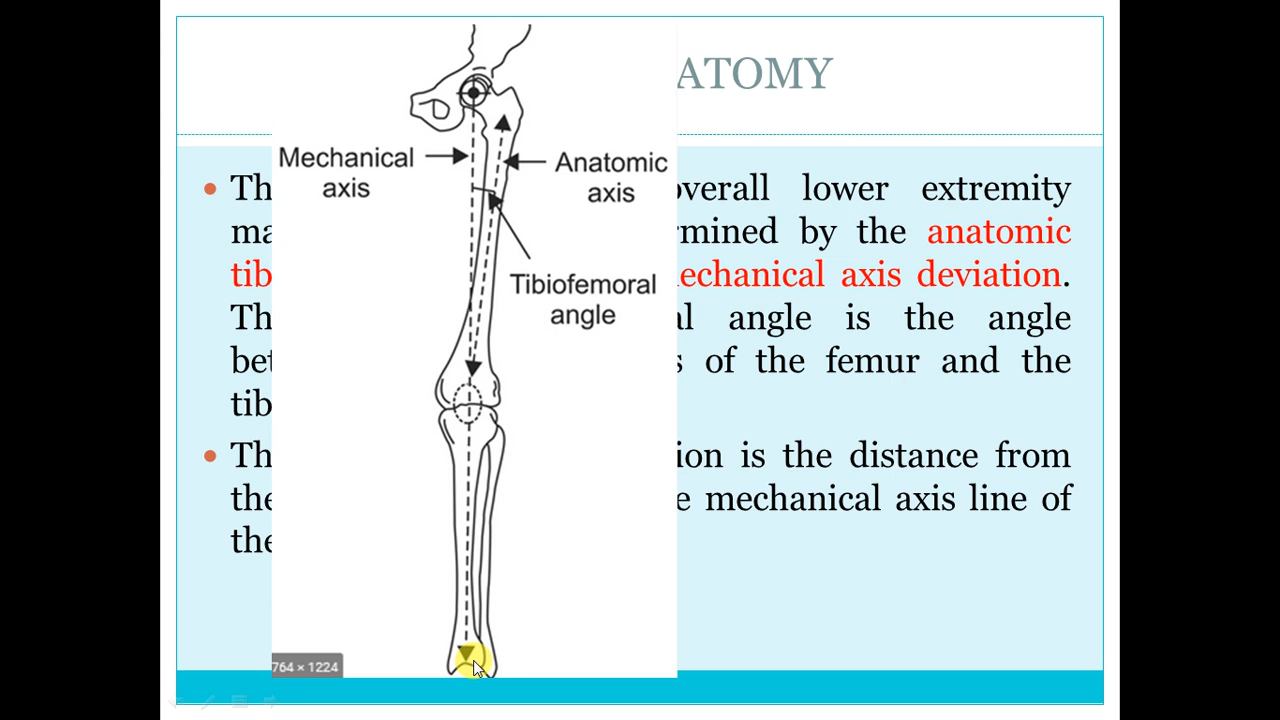 ATOMY
Mechanical
axis
Anatomic
axis
Tibiofemoral
angle
Th overall lower extremity
ma rmined by the anatomic
tib echanical axis deviation.
Th al angle is the angle
bet s of the femur and the
tib
Th ion is the distance from
the e mechanical axis line of
the
764 × 1224